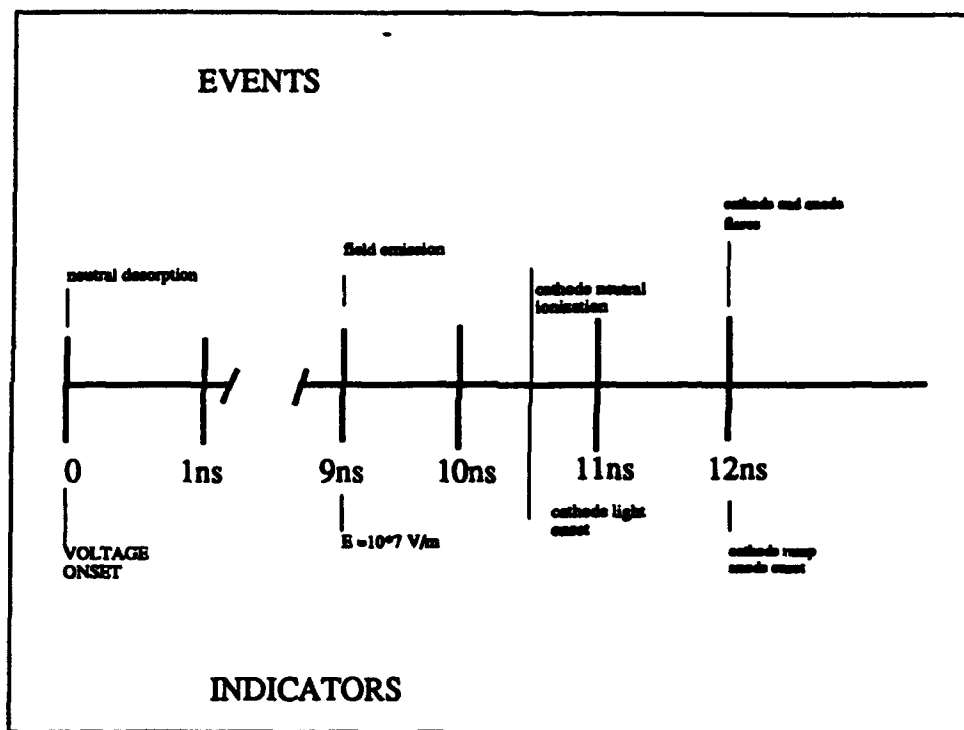 EVENTS
cathode and anode
flares
field emission
neutral desorption
cathode neutral
ionization
0
1ns
9ns
10ns
11ns
12ns
cathode light
onset
E =10*7 V/m
VOLTAGE
ONSET
cathode ramp
anode onset
INDICATORS